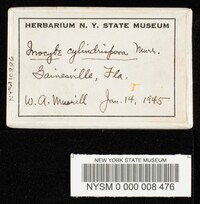 HERBARIUM N. Y. STATE MUSEUM
Inocybe cylindrispora Murr.
Gainesville, Fla.
W. A. Murrill Jan. 14, 1945
NEW YORK STATE MUSEUM
NYSM 0 000 008 476